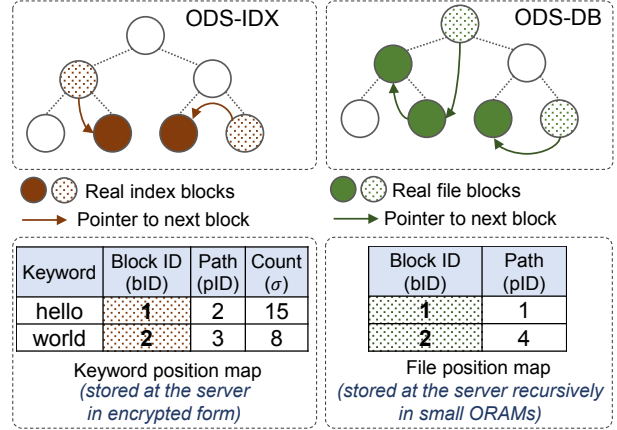 ODS-IDX
ODS-DB
Real index blocks
Pointer to next block
Real file blocks
Pointer to next block
Keyword Block ID (bID) Path (pID) Count (σ)
hello 1 2 15
world 2 3 8
Keyword position map
(stored at the server
in encrypted form)
Block ID (bID) Path (pID)
1 1
2 4
File position map
(stored at the server recursively
in small ORAMs)